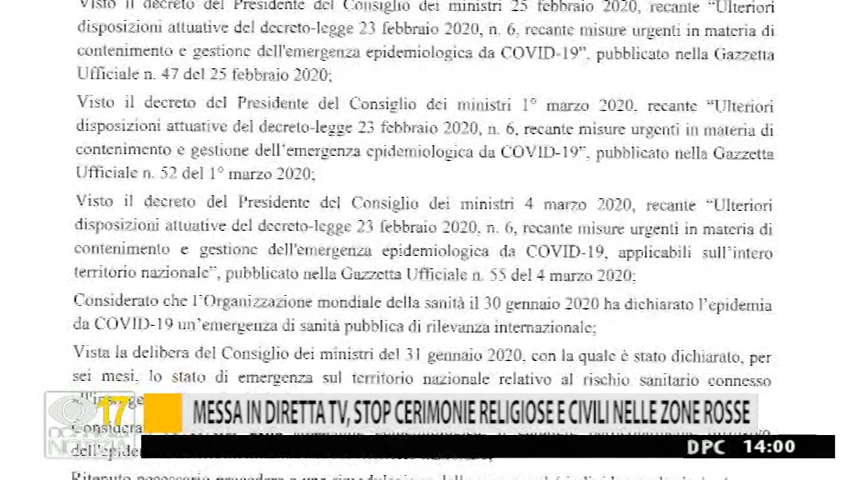 Visto il decreto del Presidente del Consiglio dei ministri 25 febbraio 2020, recante “Ulteriori
disposizioni attuative del decreto-legge 23 febbraio 2020, n. 6, recante misure urgenti in materia di
contenimento e gestione dell'emergenza epidemiologica da COVID-19”, pubblicato nella Gazzetta
Ufficiale n. 47 del 25 febbraio 2020;
Visto il decreto del Presidente del Consiglio dei ministri 1° marzo 2020, recante “Ulteriori
disposizioni attuative del decreto-legge 23 febbraio 2020, n. 6, recante misure urgenti in materia di
contenimento e gestione dell'emergenza epidemiologica da COVID-19”, pubblicato nella Gazzetta
Ufficiale n. 52 del 1° marzo 2020;
Visto il decreto del Presidente del Consiglio dei ministri 4 marzo 2020, recante “Ulteriori
disposizioni attuative del decreto-legge 23 febbraio 2020, n. 6, recante misure urgenti in materia di
contenimento e gestione dell'emergenza epidemiologica da COVID-19, applicabili sull'intero
territorio nazionale”, pubblicato nella Gazzetta Ufficiale n. 55 del 4 marzo 2020;
Considerato che l'Organizzazione mondiale della sanità il 30 gennaio 2020 ha dichiarato l'epidemia
da COVID-19 un'emergenza di sanità pubblica di rilevanza internazionale;
Vista la delibera del Consiglio dei ministri del 31 gennaio 2020, con la quale è stato dichiarato, per
sei mesi, lo stato di emergenza sul territorio nazionale relativo al rischio sanitario connesso
17
MESSA IN DIRETTA TV, STOP CERIMONIE RELIGIOSE E CIVILI NELLE ZONE ROSSE
DPC 14:00